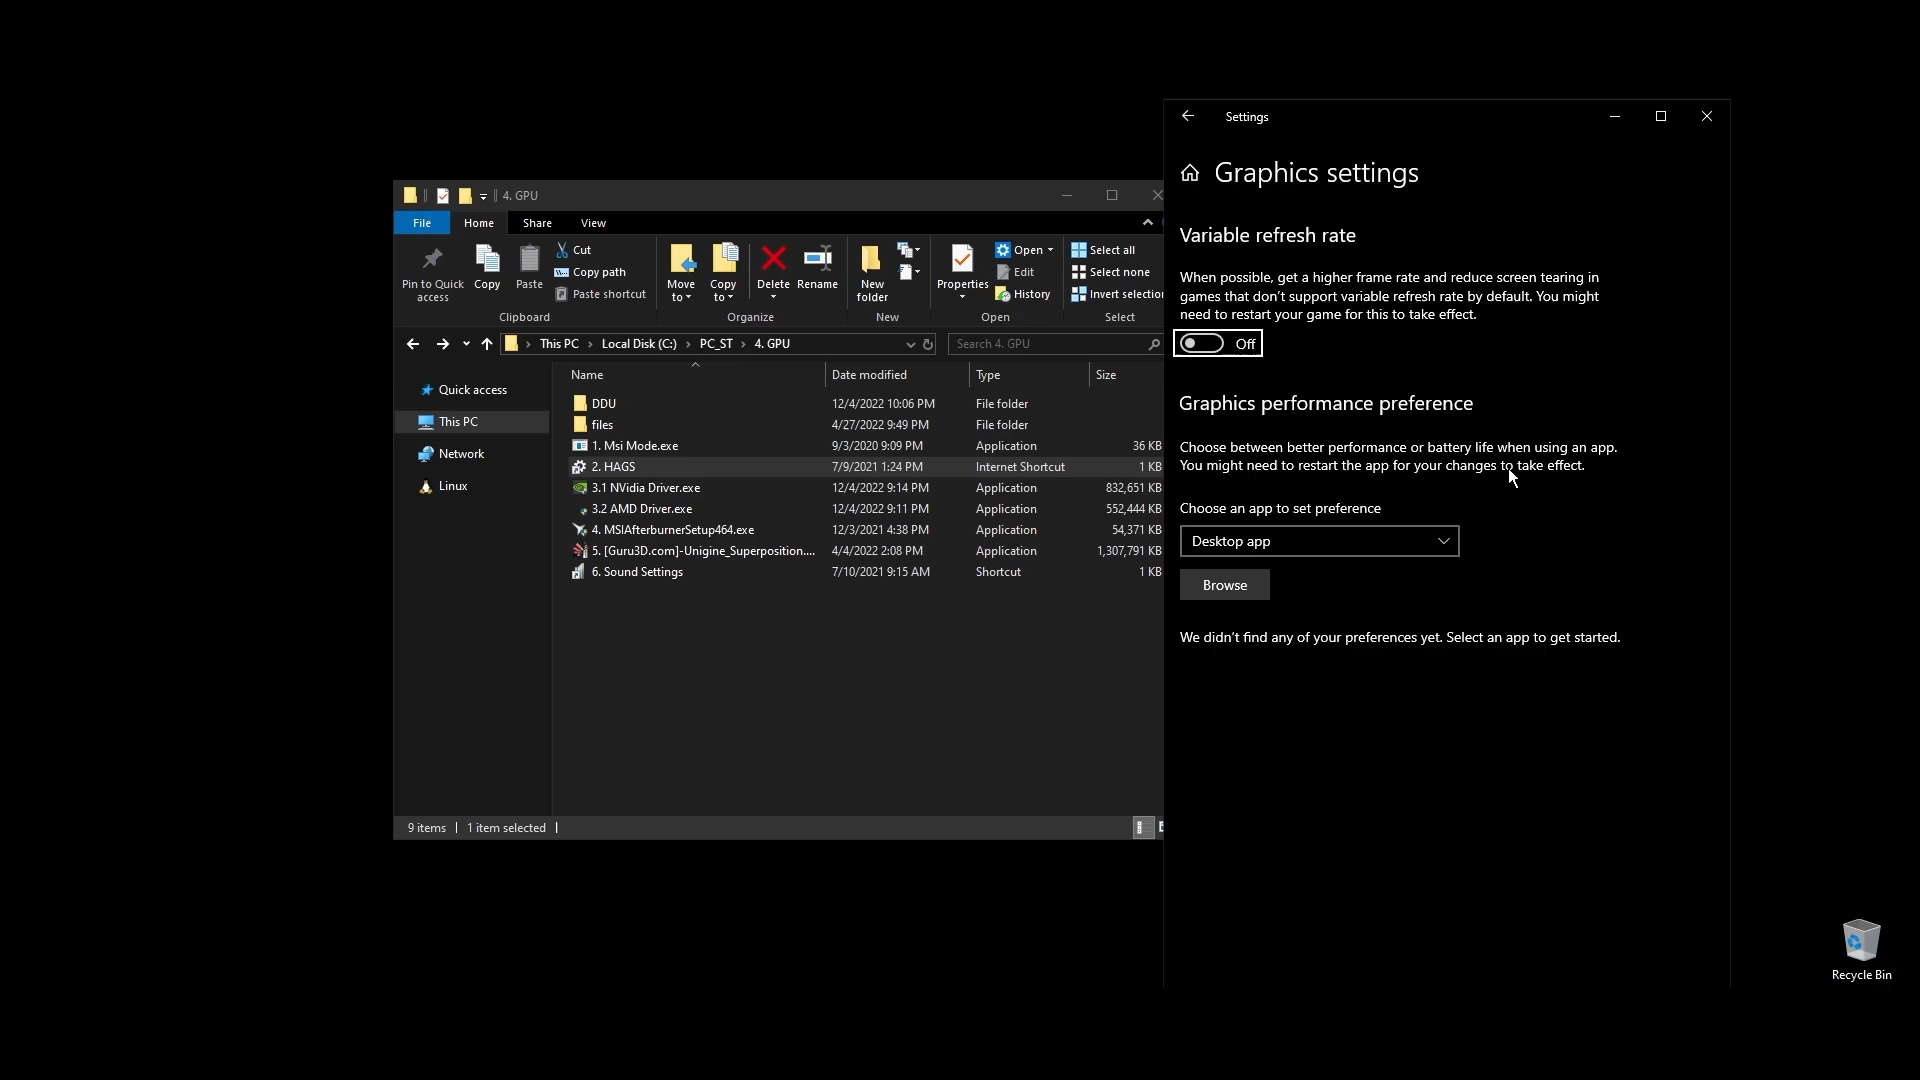 4. GPU
File
Home
Share
View
Pin to Quick
access
Copy
Paste
Cut
Copy path
Paste shortcut
Clipboard
Move
to
Copy
to
Delete
Rename
Organize
New
folder
New
Properties
Open
Edit
History
Open
Select all
Select none
Invert selection
Select
This PC
Local Disk (C:)
PC_ST
4. GPU
Search 4. GPU
Quick access
This PC
Network
Linux
Name Date modified Type Size
DDU 12/4/2022 10:06 PM File folder
files 4/27/2022 9:49 PM File folder
1. Msi Mode.exe 9/3/2020 9:09 PM Application 36 KB
2. HAGS 7/9/2021 1:24 PM Internet Shortcut 1 KB
3.1 NVidia Driver.exe 12/4/2022 9:14 PM Application 832,651 KB
3.2 AMD Driver.exe 12/4/2022 9:11 PM Application 552,444 KB
4. MSIAfterburnerSetup464.exe 12/3/2021 4:38 PM Application 54,371 KB
5. [Guru3D.com]-Unigine_Superposition.... 4/4/2022 2:08 PM Application 1,307,791 KB
6. Sound Settings 7/10/2021 9:15 AM Shortcut 1 KB
9 items
1 item selected
Settings
Graphics settings
Variable refresh rate
When possible, get a higher frame rate and reduce screen tearing in
games that don't support variable refresh rate by default. You might
need to restart your game for this to take effect.
Off
Graphics performance preference
Choose between better performance or battery life when using an app.
You might need to restart the app for your changes to take effect.
Choose an app to set preference
Desktop app
Browse
We didn't find any of your preferences yet. Select an app to get started.
Recycle Bin